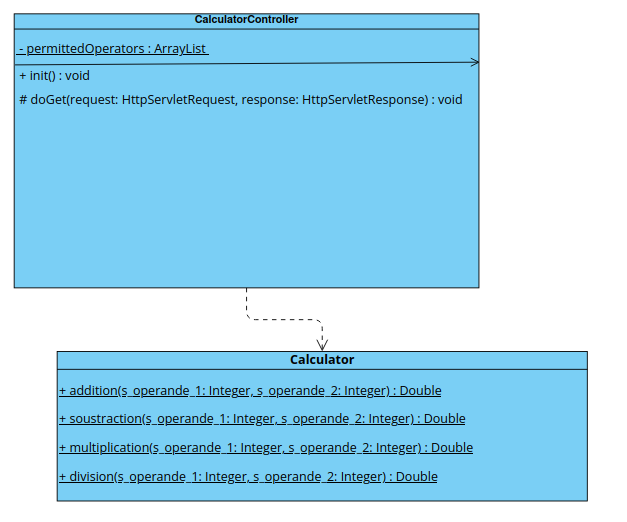 CalculatorController
- permittedOperators : ArrayList
+ init() : void
# doGet(request: HttpServletRequest, response: HttpServletResponse) : void
Calculator
+ addition(s_operande_1: Integer, s_operande_2: Integer) : Double
+ soustraction(s_operande_1: Integer, s_operande_2: Integer) : Double
+ multiplication(s_operande_1: Integer, s_operande_2: Integer) : Double
+ division(s_operande_1: Integer, s_operande_2: Integer) : Double